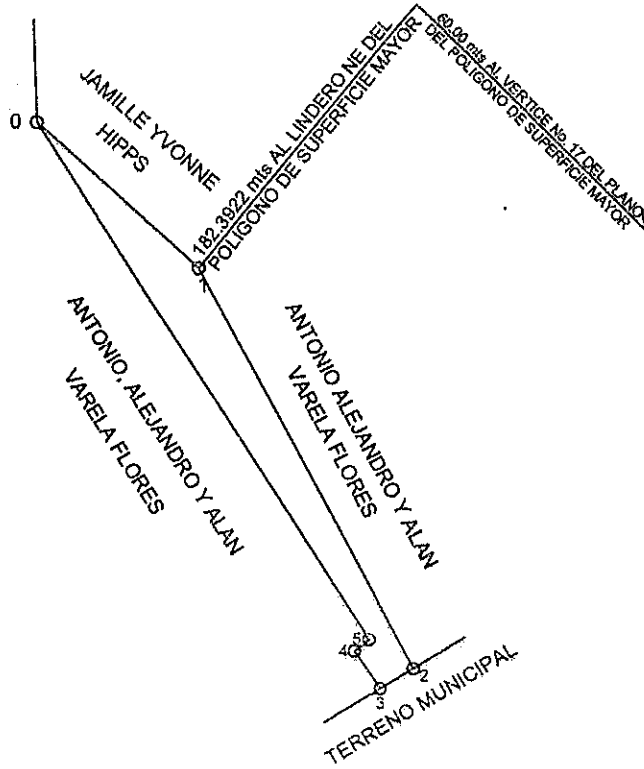 0
JAMILLE YVONNE
HIPPS
182.3922 mts AL LINDERO NE DEL
POLIGONO DE SUPERFICIE MAYOR
60.00 mts AL VERTICE No. 17 DEL PLANOS
DEL POLIGONO DE SUPERFICIE MAYOR
1
ANTONIO, ALEJANDRO Y ALAN
VARELA FLORES
ANTONIO ALEJANDRO Y ALAN
VARELA FLORES
5
4
2
3
TERRENO MUNICIPAL